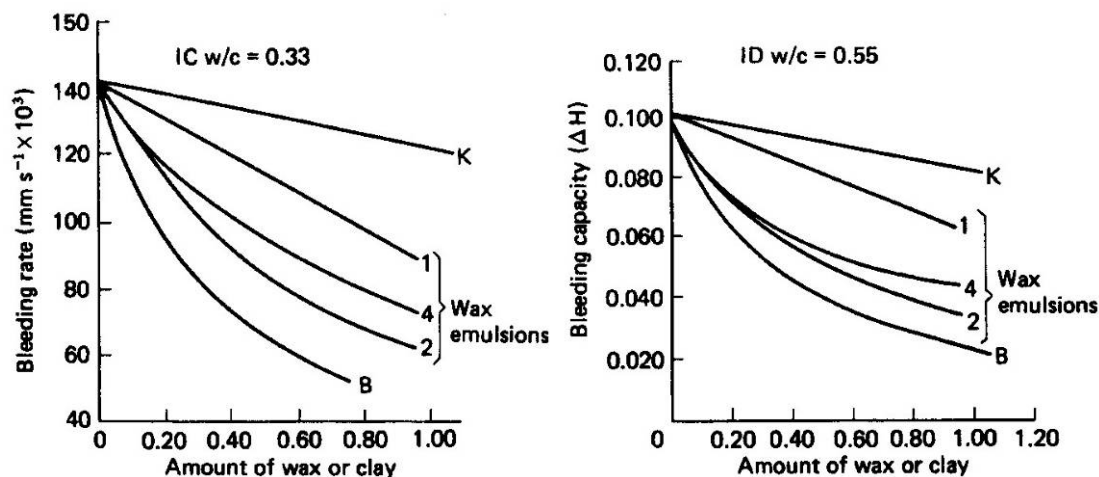 150
140
120
100
80
60
40
Bleeding rate (mm s⁻¹ × 10³)
IC w/c = 0.33
K
1
4
2
B
Wax
emulsions
0 0.20 0.40 0.60 0.80 1.00
Amount of wax or clay
0.120
0.100
0.080
0.060
0.040
0.020
Bleeding capacity (ΔH)
ID w/c = 0.55
K
1
4
2
B
Wax
emulsions
0 0.20 0.40 0.60 0.80 1.00 1.20
Amount of wax or clay